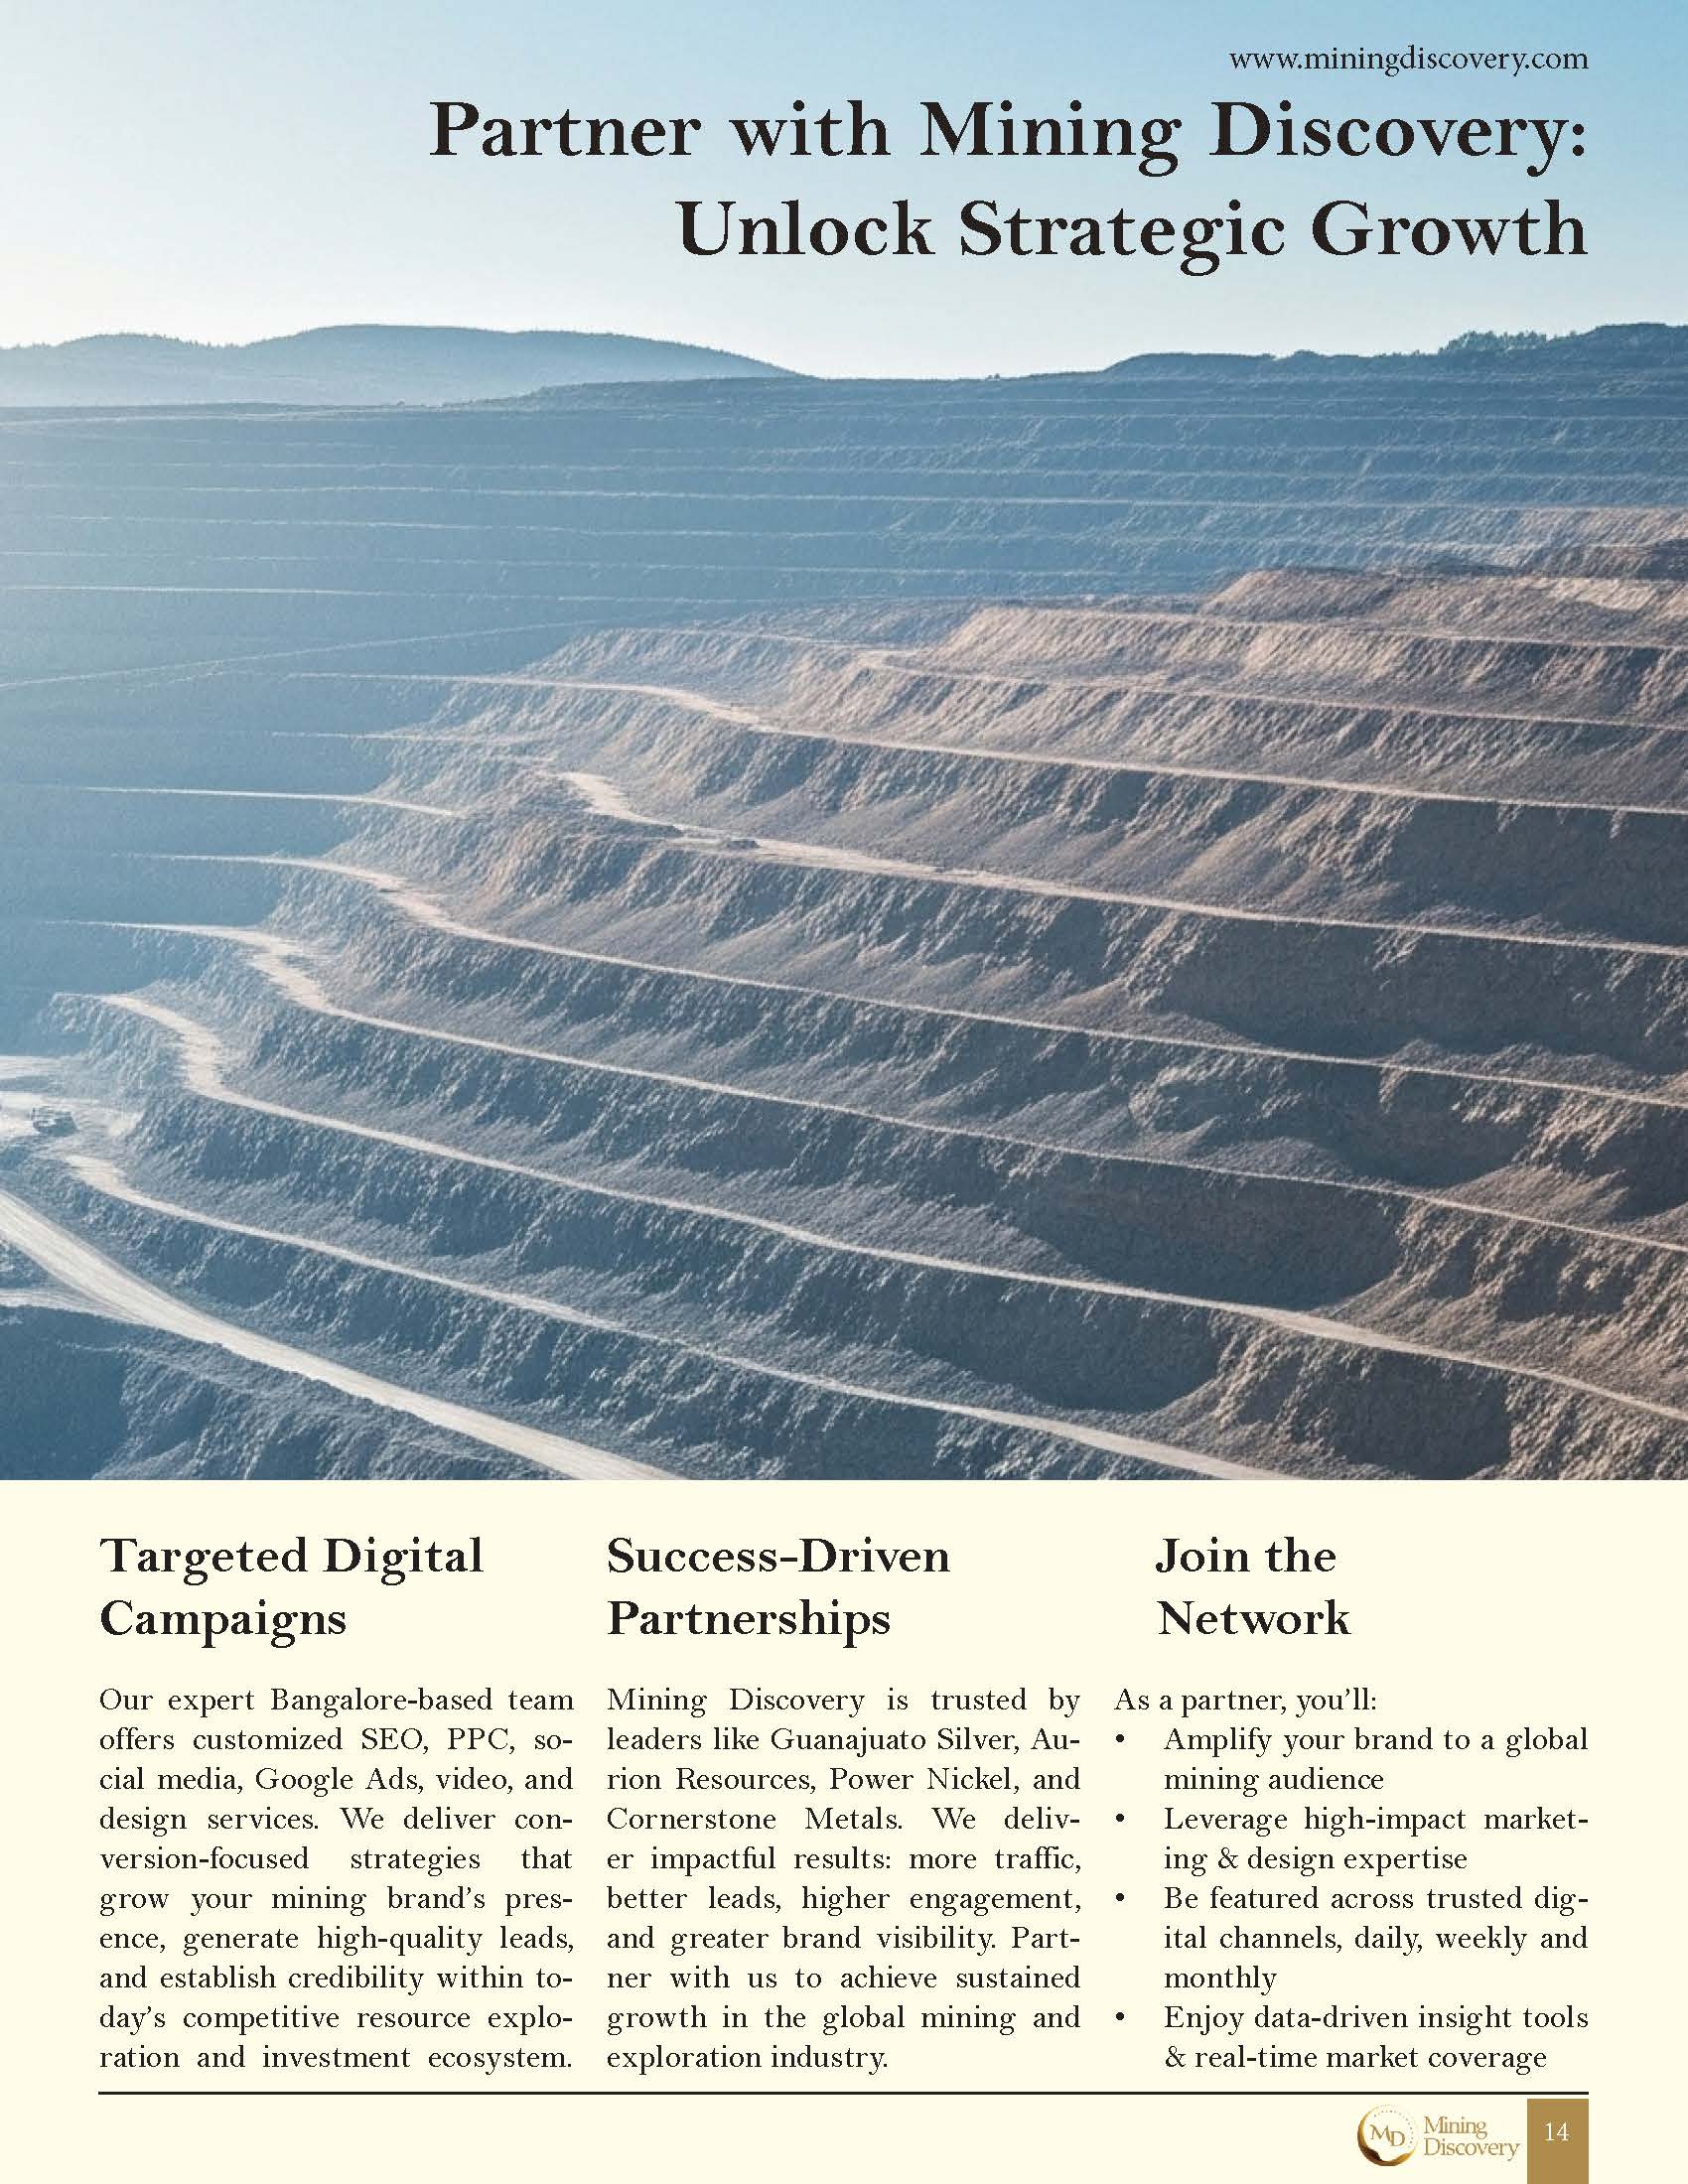 www.miningdiscovery.com
Partner with Mining Discovery:
Unlock Strategic Growth
Targeted Digital
Campaigns
Our expert Bangalore-based team
offers customized SEO, PPC, so-
cial media, Google Ads, video, and
design services. We deliver con-
version-focused strategies that
grow your mining brand’s pres-
ence, generate high-quality leads,
and establish credibility within to-
day’s competitive resource explo-
ration and investment ecosystem.
Success-Driven
Partnerships
Mining Discovery is trusted by
leaders like Guanajuato Silver, Au-
rion Resources, Power Nickel, and
Cornerstone Metals. We deliv-
er impactful results: more traffic,
better leads, higher engagement,
and greater brand visibility. Part-
ner with us to achieve sustained
growth in the global mining and
exploration industry.
Join the
Network
As a partner, you’ll:
• Amplify your brand to a global
mining audience
• Leverage high-impact market-
ing & design expertise
• Be featured across trusted dig-
ital channels, daily, weekly and
monthly
• Enjoy data-driven insight tools
& real-time market coverage
MD
Mining
Discovery
14